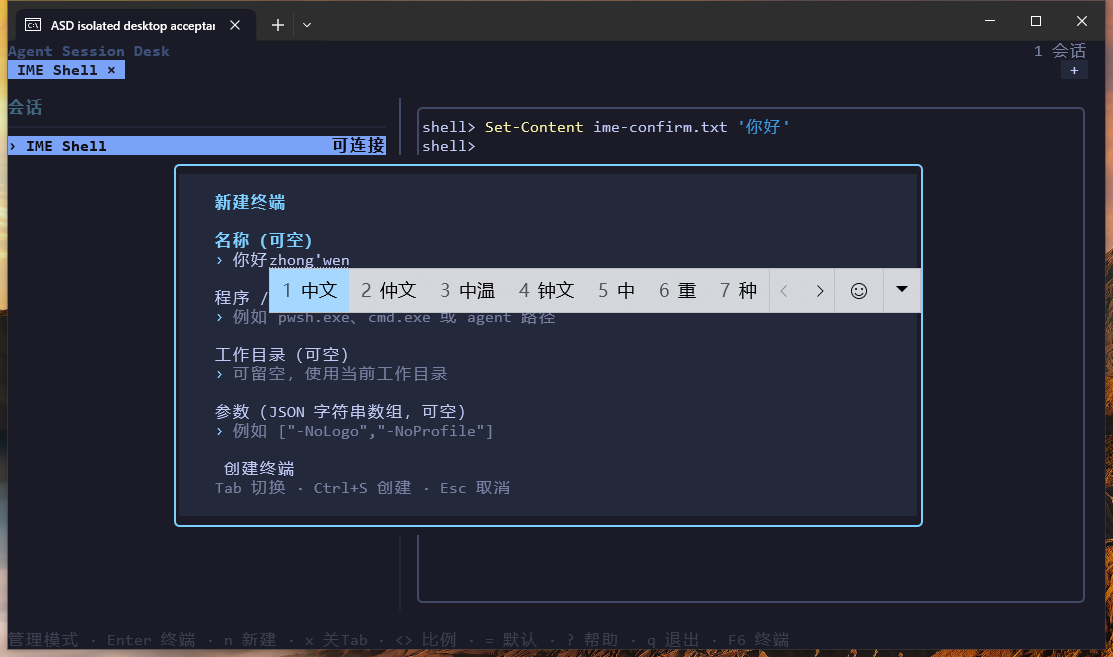 ASD isolated desktop acceptar
Agent Session Desk
1 会话
IME Shell ×
+
会话
› IME Shell 可连接
shell> Set-Content ime-confirm.txt '你好'
shell>
新建终端
名称 (可空)
› 你好zhong'wen
1 中文 2 仲文 3 中温 4 钟文 5 中 6 重 7 种
程序 /
› 例如 pwsh.exe、cmd.exe 或 agent 路径
工作目录 (可空)
› 可留空, 使用当前工作目录
参数 (JSON 字符串数组, 可空)
› 例如 ["-NoLogo","-NoProfile"]
创建终端
Tab 切换 · Ctrl+S 创建 · Esc 取消
管理模式 · Enter 终端 · n 新建 · x 关Tab · <> 比例 · = 默认 · ? 帮助 · q 退出 · F6 终端